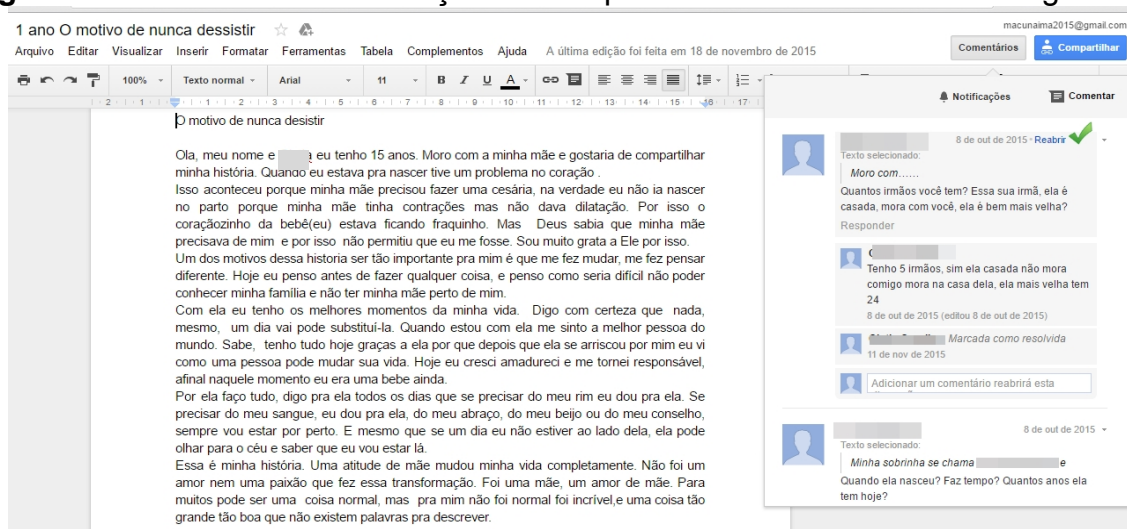 1 ano O motivo de nunca dessistir
macunaima2015@gmail.com
Arquivo Editar Visualizar Inserir Formatar Ferramentas Tabela Complementos Ajuda A última edição foi feita em 18 de novembro de 2015
Comentários Compartilhar
100% Texto normal Arial 11 B I U A
2 1 1 2 3 4 5 6 7 8 9 10 11 12 13 14 15 16 17
Notificações Comentar
O motivo de nunca desistir
Ola, meu nome e eu tenho 15 anos. Moro com a minha mãe e gostaria de compartilhar
minha história. Quando eu estava pra nascer tive um problema no coração .
Isso aconteceu porque minha mãe precisou fazer uma cesária, na verdade eu não ia nascer
no parto porque minha mãe tinha contrações mas não dava dilatação. Por isso o
coraçãozinho da bebê(eu) estava ficando fraquinho. Mas Deus sabia que minha mãe
precisava de mim e por isso não permitiu que eu me fosse. Sou muito grata a Ele por isso.
Um dos motivos dessa historia ser tão importante pra mim é que me fez mudar, me fez pensar
diferente. Hoje eu penso antes de fazer qualquer coisa, e penso como seria difícil não poder
conhecer minha família e não ter minha mãe perto de mim.
Com ela eu tenho os melhores momentos da minha vida. Digo com certeza que nada,
mesmo, um dia vai pode substituí-la. Quando estou com ela me sinto a melhor pessoa do
mundo. Sabe, tenho tudo hoje graças a ela por que depois que ela se arriscou por mim eu vi
como uma pessoa pode mudar sua vida. Hoje eu cresci amadureci e me tornei responsável,
afinal naquele momento eu era uma bebe ainda.
Por ela faço tudo, digo pra ela todos os dias que se precisar do meu rim eu dou pra ela. Se
precisar do meu sangue, eu dou pra ela, do meu abraço, do meu beijo ou do meu conselho,
sempre vou estar por perto. E mesmo que se um dia eu não estiver ao lado dela, ela pode
olhar para o céu e saber que eu vou estar lá.
Essa é minha história. Uma atitude de mãe mudou minha vida completamente. Não foi um
amor nem uma paixão que fez essa transformação. Foi uma mãe, um amor de mãe. Para
muitos pode ser uma coisa normal, mas pra mim não foi normal foi incrível,e uma coisa tão
grande tão boa que não existem palavras pra descrever.
8 de out de 2015 - Reabrir
Texto selecionado:
Moro com......
Quantos irmãos você tem? Essa sua irmã, ela é
casada, mora com você, ela é bem mais velha?
Responder
Tenho 5 irmãos, sim ela casada não mora
comigo mora na casa dela, ela mais velha tem
24
8 de out de 2015 (editou 8 de out de 2015)
Marcada como resolvida
11 de nov de 2015
Adicionar um comentário reabrirá esta
8 de out de 2015
Texto selecionado:
Minha sobrinha se chama e
Quando ela nasceu? Faz tempo? Quantos anos ela
tem hoje?